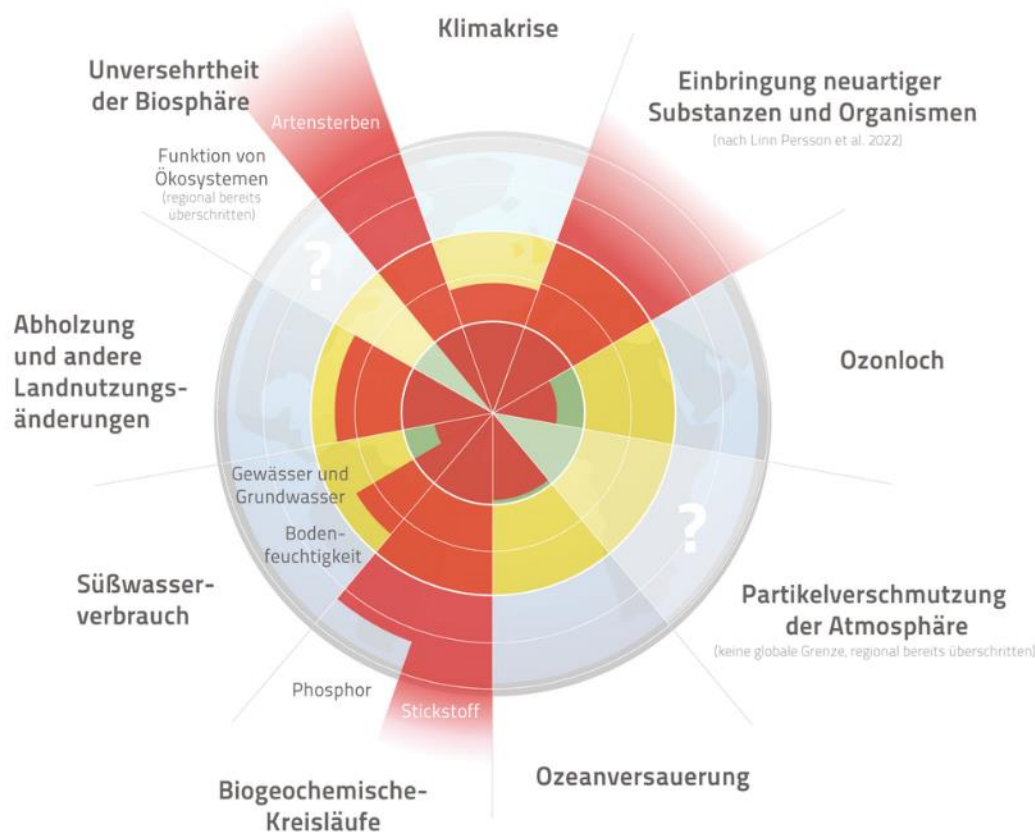 Klimakrise
Unversehrtheit
der Biosphäre
Artensterben
Funktion von
Ökosystemen
(regional bereits
überschritten)
Einbringung neuartiger
Substanzen und Organismen
(nach Linn Persson et al. 2022)
?
Abholzung
und andere
Landnutzungs-
änderungen
Ozonloch
Gewässer und
Grundwasser
Boden-
feuchtigkeit
?
Süßwasser-
verbrauch
Partikelverschmutzung
der Atmosphäre
(keine globale Grenze, regional bereits überschritten)
Phosphor
Stickstoff
Biogeochemische-
Kreisläufe
Ozeanversauerung